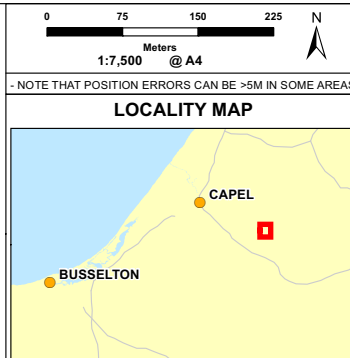 0 75 150 225
N
Meters
1:7,500 @ A4
- NOTE THAT POSITION ERRORS CAN BE >5M IN SOME AREAS
LOCALITY MAP
CAPEL
BUSSELTON